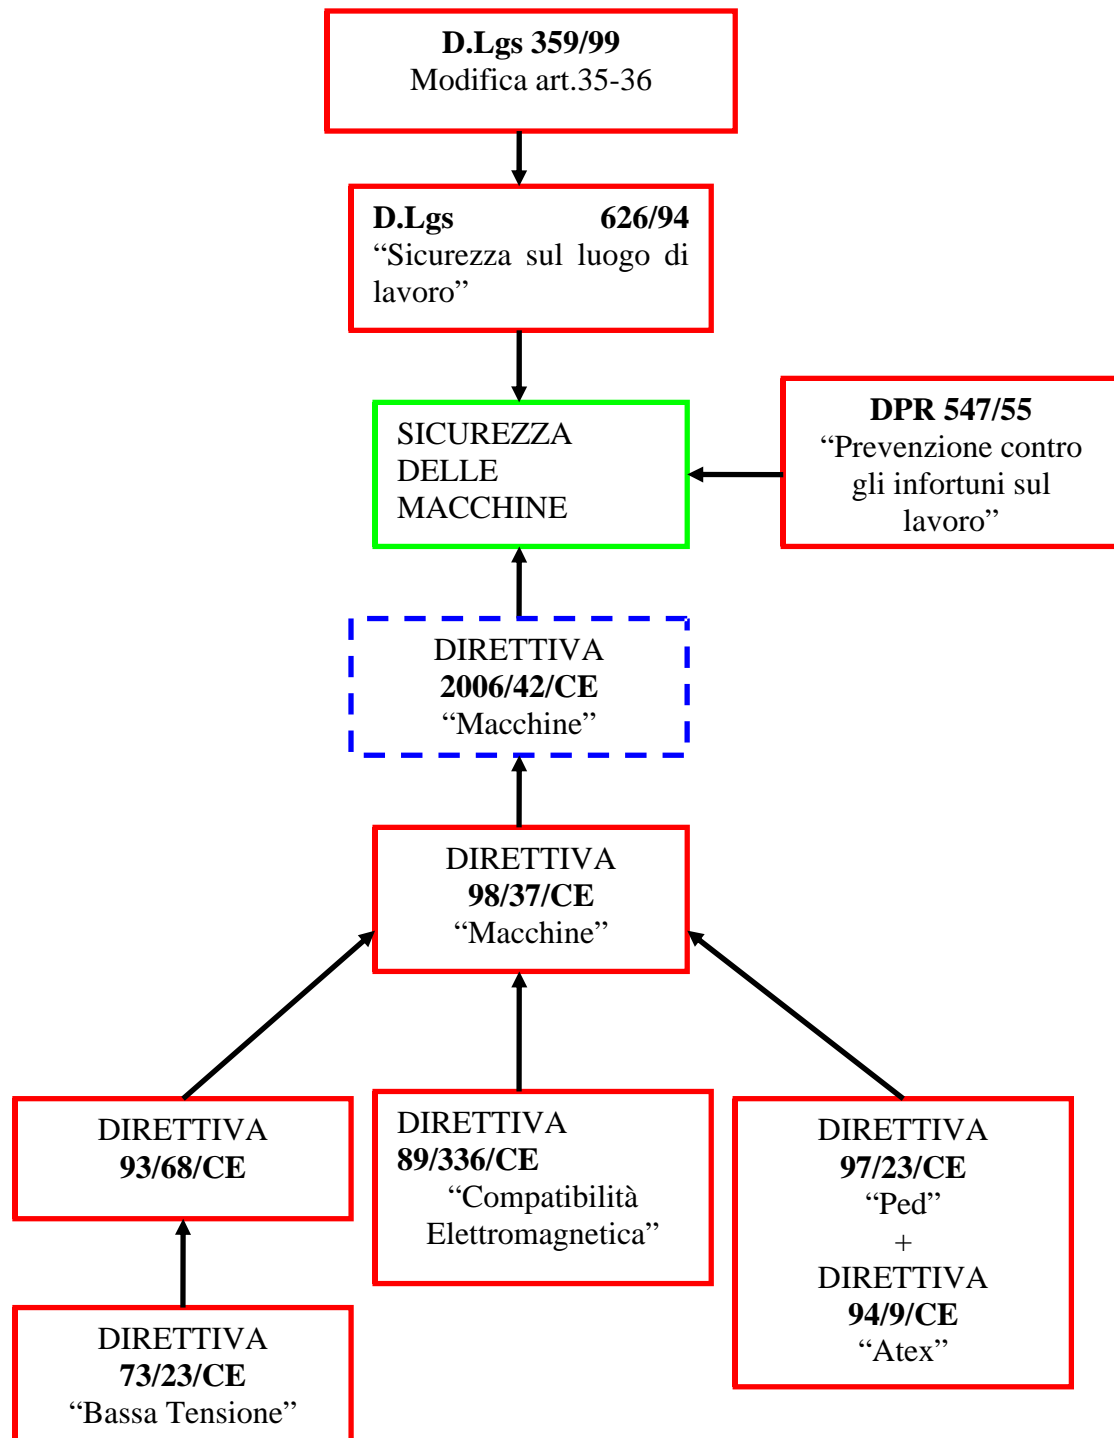 D.Lgs 359/99
Modifica art.35-36
D.Lgs 626/94
“Sicurezza sul luogo di
lavoro”
SICUREZZA
DELLE
MACCHINE
DPR 547/55
“Prevenzione contro
gli infortuni sul
lavoro”
DIRETTIVA
2006/42/CE
“Macchine”
DIRETTIVA
98/37/CE
“Macchine”
DIRETTIVA
93/68/CE
DIRETTIVA
89/336/CE
“Compatibilità
Elettromagnetica”
DIRETTIVA
97/23/CE
“Ped”
+
DIRETTIVA
94/9/CE
“Atex”
DIRETTIVA
73/23/CE
“Bassa Tensione”